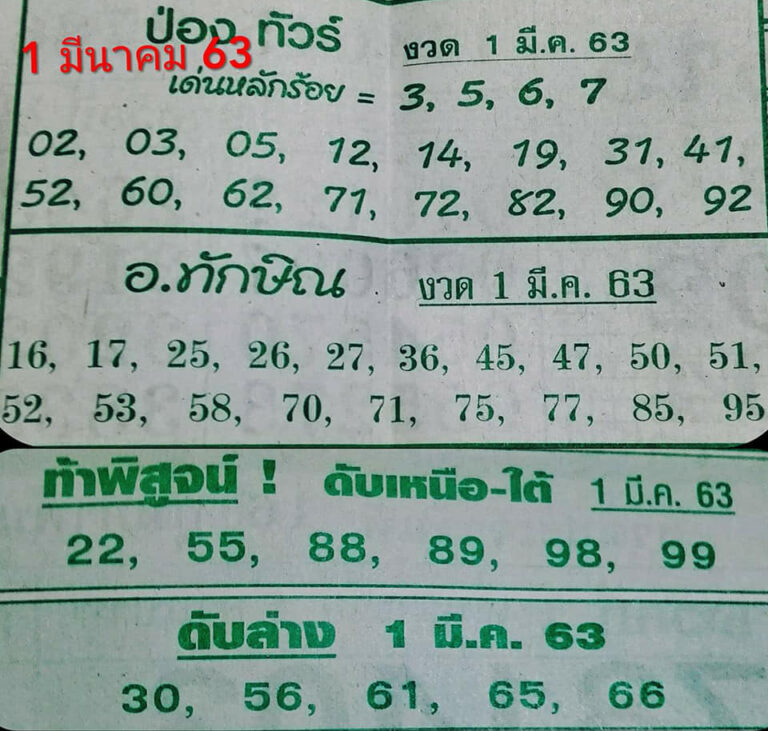 ป๋อง ทัวร์ งวด 1 มี.ค. 63
1 มีนาคม 63
เด่นหลักร้อย = 3, 5, 6, 7
02, 03, 05, 12, 14, 19, 31, 41,
52, 60, 62, 71, 72, 82, 90, 92
อ.ทักษิณ งวด 1 มี.ค. 63
16, 17, 25, 26, 27, 36, 45, 47, 50, 51,
52, 53, 58, 70, 71, 75, 77, 85, 95
ท้าพิสูจน์ ! ดับเหนือ-ใต้ 1 มี.ค. 63
22, 55, 88, 89, 98, 99
ดับล่าง 1 มี.ค. 63
30, 56, 61, 65, 66